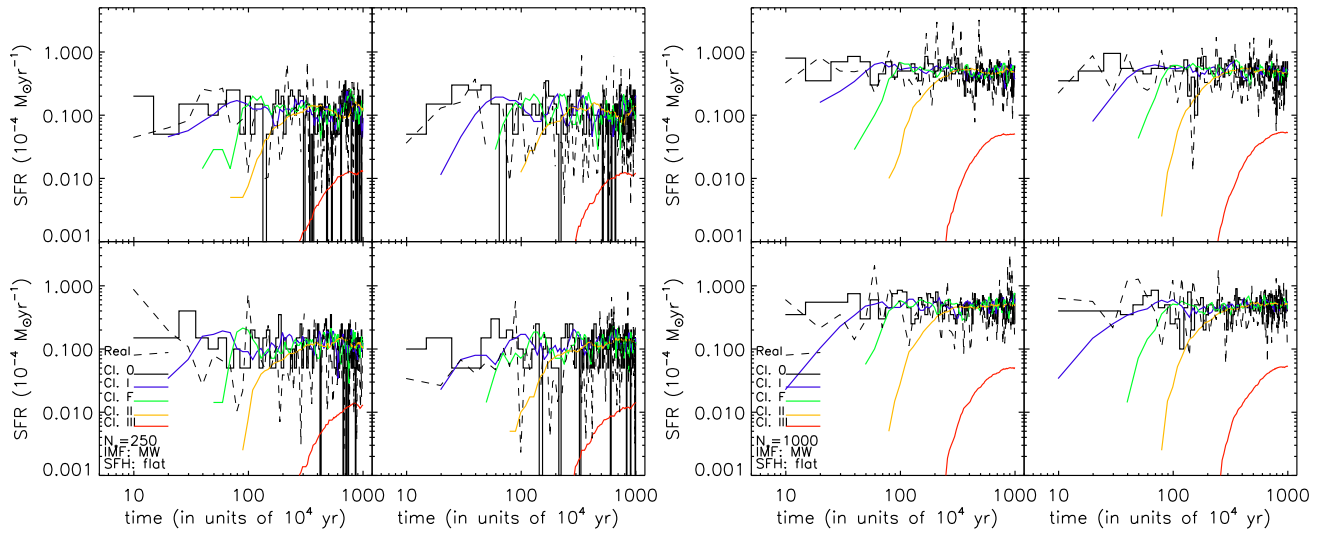 SFR (10⁻⁴ M⊙yr⁻¹)
1.000
0.100
0.010
0.001
SFR (10⁻⁴ M⊙yr⁻¹)
1.000
0.100
0.010
0.001
Real
Cl. 0
Cl. I
Cl. F
Cl. II
Cl. III
N*=250
IMF: MW
SFH: flat
10 100 1000
time (in units of 10⁴ yr)
10 100 1000
time (in units of 10⁴ yr)
SFR (10⁻⁴ M⊙yr⁻¹)
1.000
0.100
0.010
0.001
SFR (10⁻⁴ M⊙yr⁻¹)
1.000
0.100
0.010
0.001
Real
Cl. 0
Cl. I
Cl. F
Cl. II
Cl. III
N*=1000
IMF: MW
SFH: flat
10 100 1000
time (in units of 10⁴ yr)
10 100 1000
time (in units of 10⁴ yr)